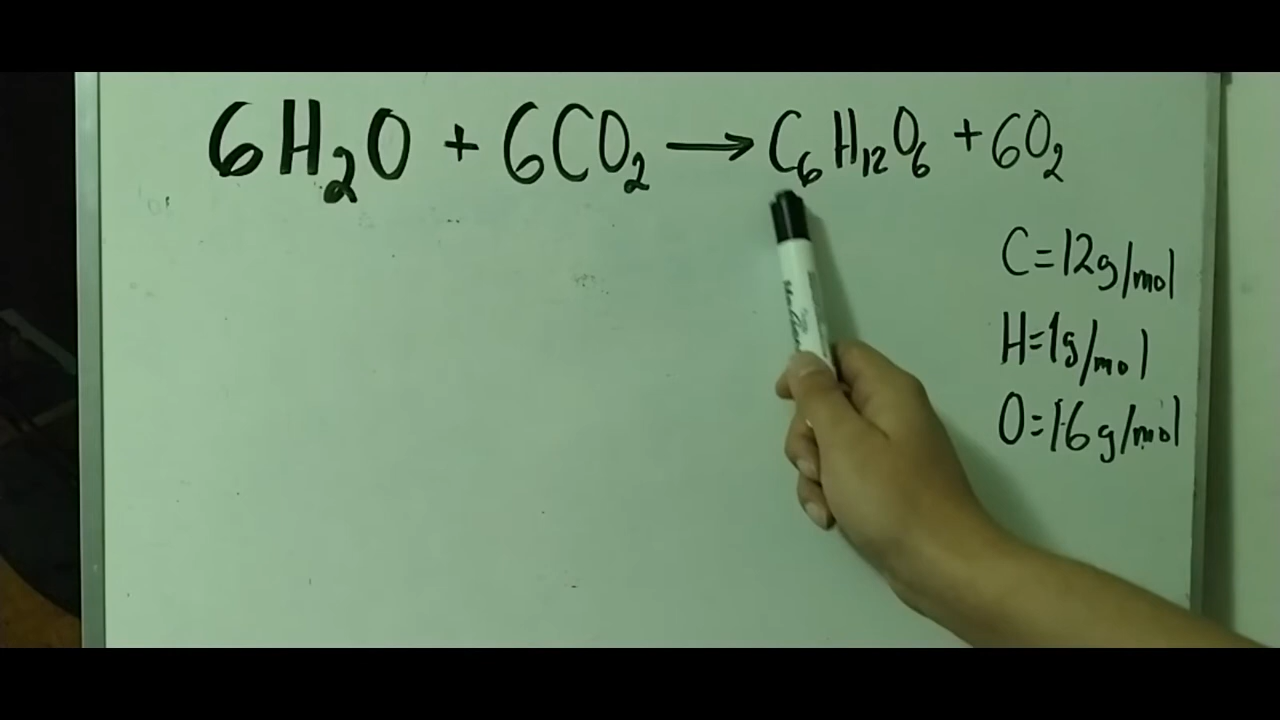 6H₂O + 6CO₂ → C₆H₁₂O₆ + 6O₂
C=12g/mol
H=1g/mol
O=16g/mol